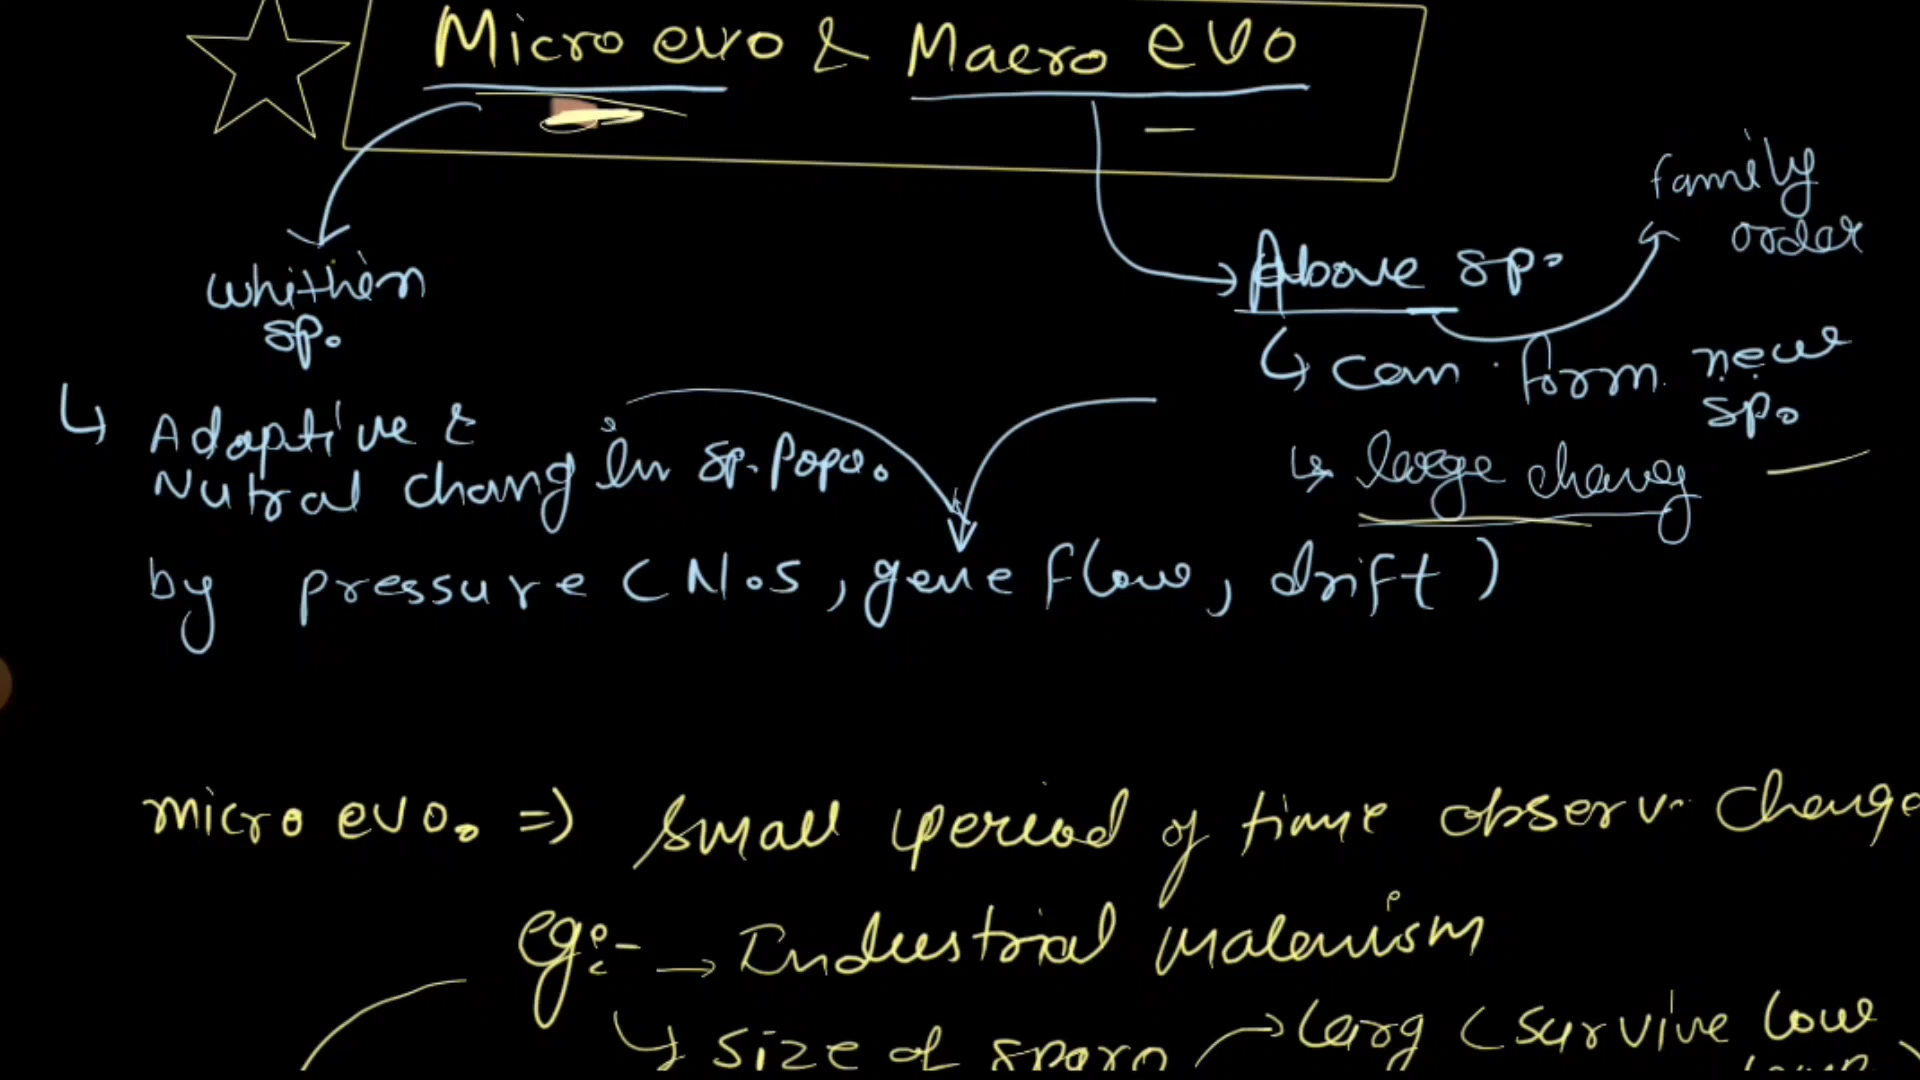 Micro evo & Macro evo
family
order
Above sp.
whithin
sp.
↳ can form new
sp.
↳ Adaptive &
Nutral chang in sp. Popu.
↳ large chang
by pressure (N.S, gene flow, drift)
micro evo. => small period of time observ. Change
eg:- → Industrial malenism
↳ size of sparo → larg (survive low